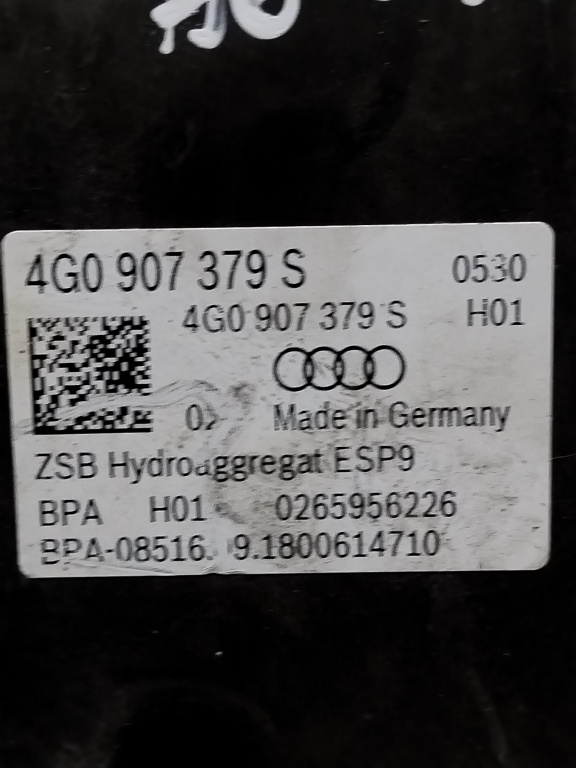 4G0 907 379 S 0530
4G0 907 379 S H01
Made in Germany
ZSB Hydroaggregat ESP9
BPA H01 0265956226
BPA-08516 9.1800614710